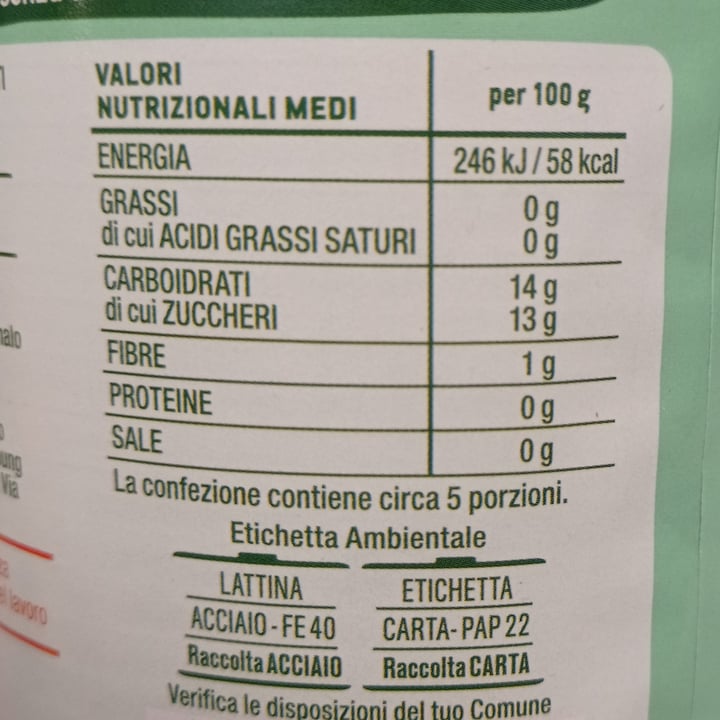 VALORI
NUTRIZIONALI MEDI
per 100 g
ENERGIA 246 kJ / 58 kcal
GRASSI 0 g
di cui ACIDI GRASSI SATURI 0 g
CARBOIDRATI 14 g
di cui ZUCCHERI 13 g
FIBRE 1 g
PROTEINE 0 g
SALE 0 g
La confezione contiene circa 5 porzioni.
Etichetta Ambientale
LATTINA ETICHETTA
ACCIAIO - FE 40 CARTA- PAP 22
Raccolta ACCIAIO Raccolta CARTA
Verifica le disposizioni del tuo Comune
Via
lavoro